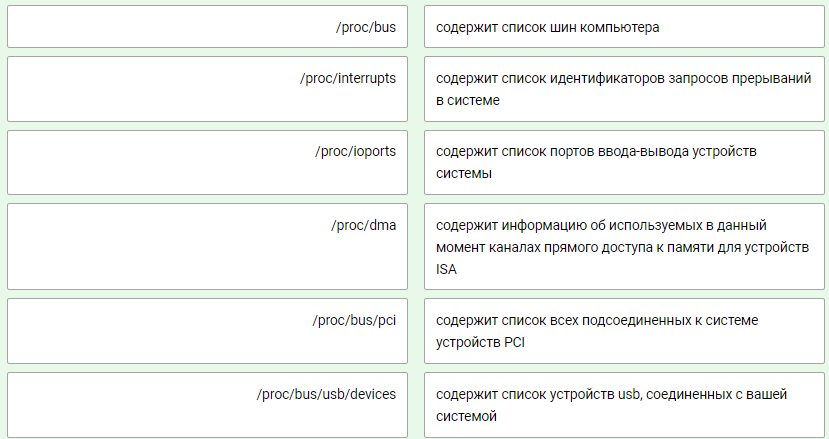 /proc/bus
содержит список шин компьютера
/proc/interrupts
содержит список идентификаторов запросов прерываний
в системе
/proc/ioports
содержит список портов ввода-вывода устройств
системы
/proc/dma
содержит информацию об используемых в данный
момент каналах прямого доступа к памяти для устройств
ISA
/proc/bus/pci
содержит список всех подсоединенных к системе
устройств PCI
/proc/bus/usb/devices
содержит список устройств usb, соединенных с вашей
системой